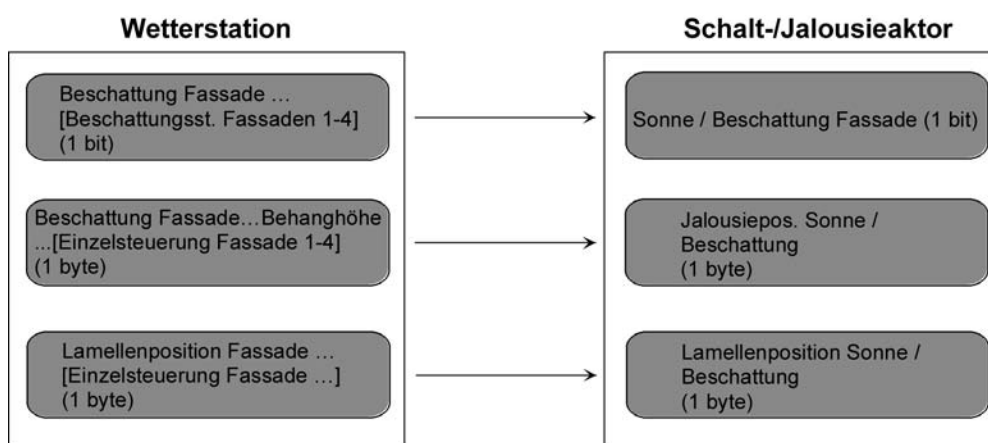 Wetterstation
Schalt-/Jalousieaktor
Beschattung Fassade ...
[Beschattungsst. Fassaden 1-4]
(1 bit)
Sonne / Beschattung Fassade (1 bit)
Beschattung Fassade...Behanghöhe
...[Einzelsteuerung Fassade 1-4]
(1 byte)
Jalousiepos. Sonne /
Beschattung
(1 byte)
Lamellenposition Fassade ...
[Einzelsteuerung Fassade ...]
(1 byte)
Lamellenposition Sonne /
Beschattung
(1 byte)